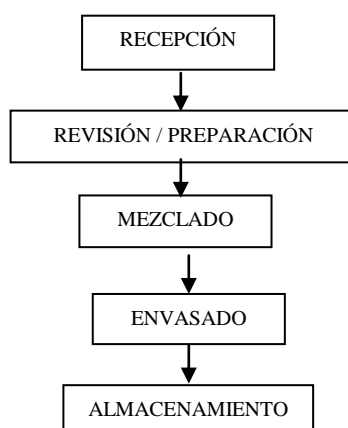 RECEPCIÓN
REVISIÓN / PREPARACIÓN
MEZCLADO
ENVASADO
ALMACENAMIENTO